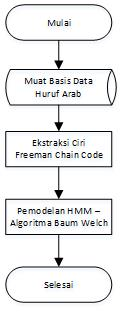 Mulai
Muat Basis Data
Huruf Arab
Ekstraksi Ciri
Freeman Chain Code
Pemodelan HMM –
Algoritma Baum Welch
Selesai